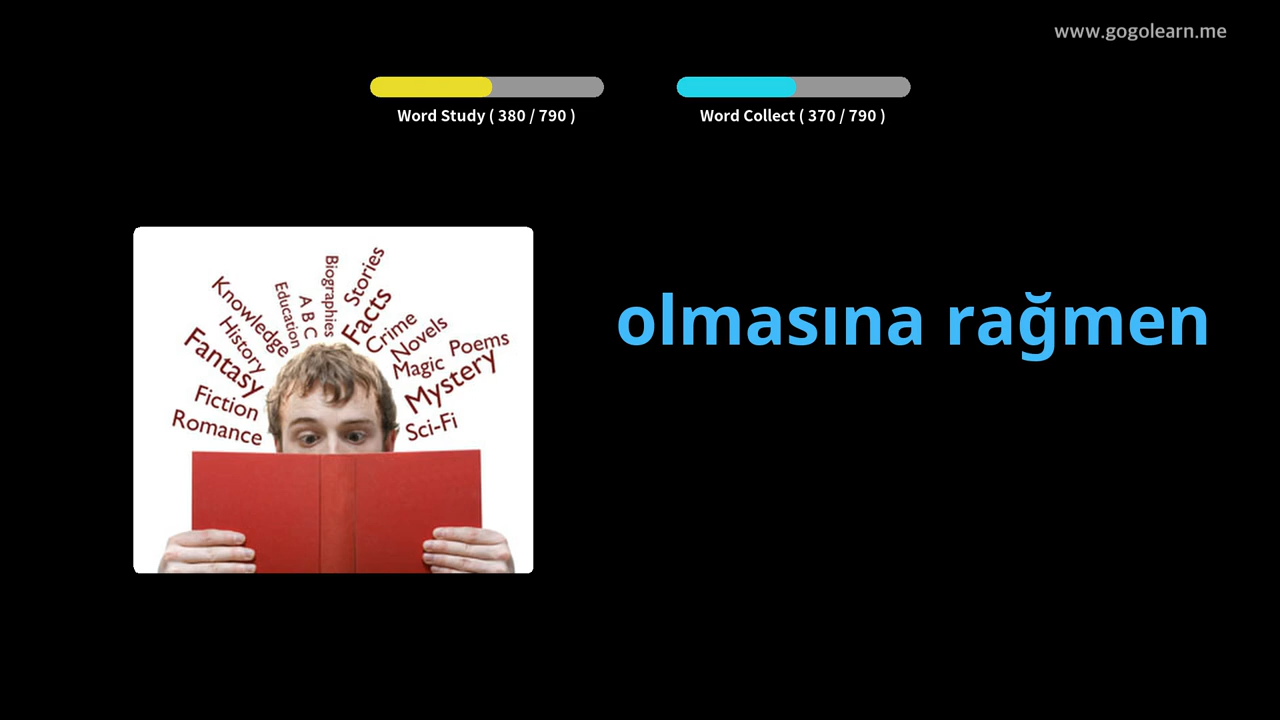 www.gogolearn.me
Word Study ( 380 / 790 )
Word Collect ( 370 / 790 )
olmasına rağmen
Knowledge
History
Fantasy
Fiction
Romance
Education
A B C
Biographies
Stories
Facts
Crime
Novels
Magic
Poems
Mystery
Sci-Fi